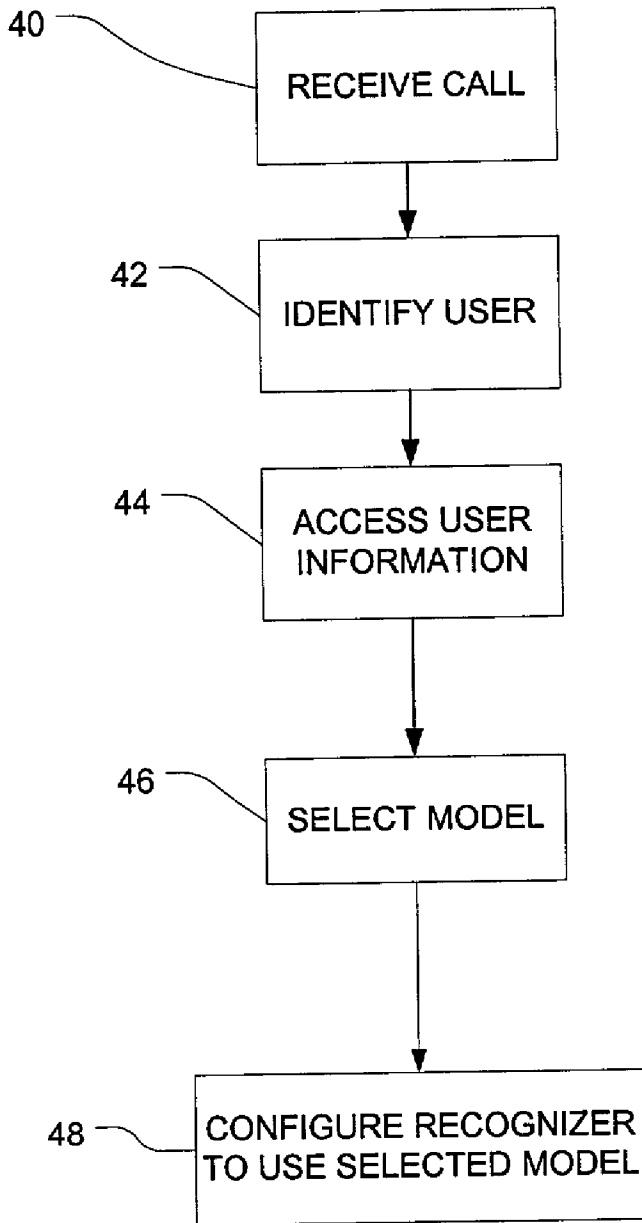 40
RECEIVE CALL
42
IDENTIFY USER
44
ACCESS USER
INFORMATION
46
SELECT MODEL
48
CONFIGURE RECOGNIZER
TO USE SELECTED MODEL